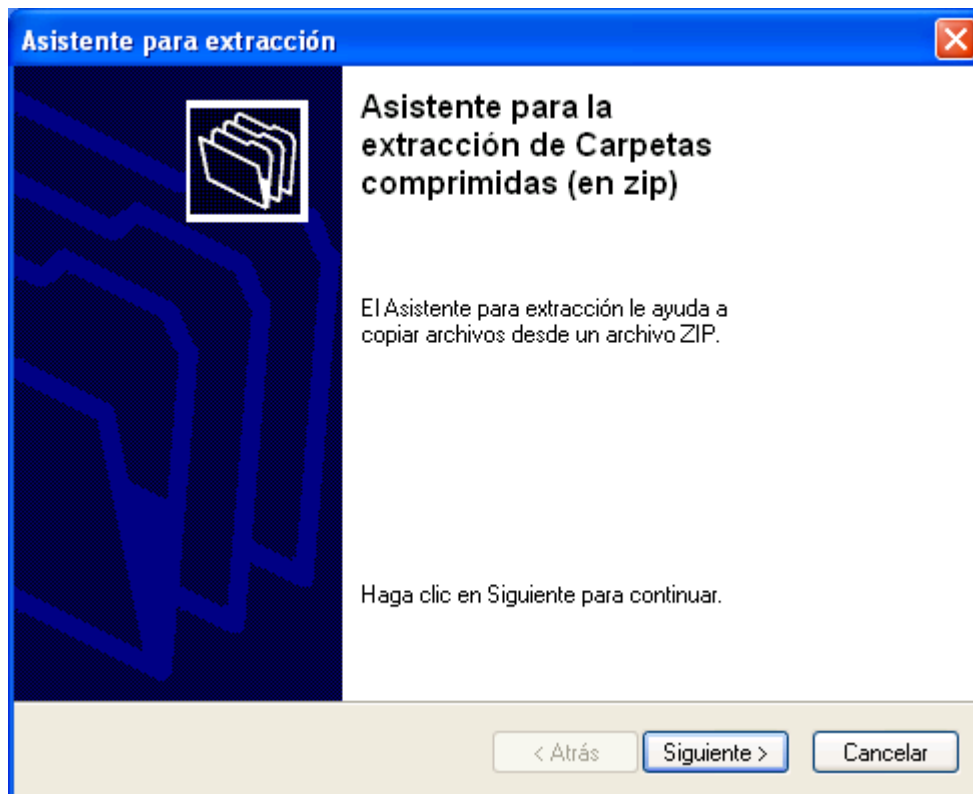 Asistente para extracción
Asistente para la
extracción de Carpetas
comprimidas (en zip)
El Asistente para extracción le ayuda a
copiar archivos desde un archivo ZIP.
Haga clic en Siguiente para continuar.
< Atrás
Siguiente >
Cancelar